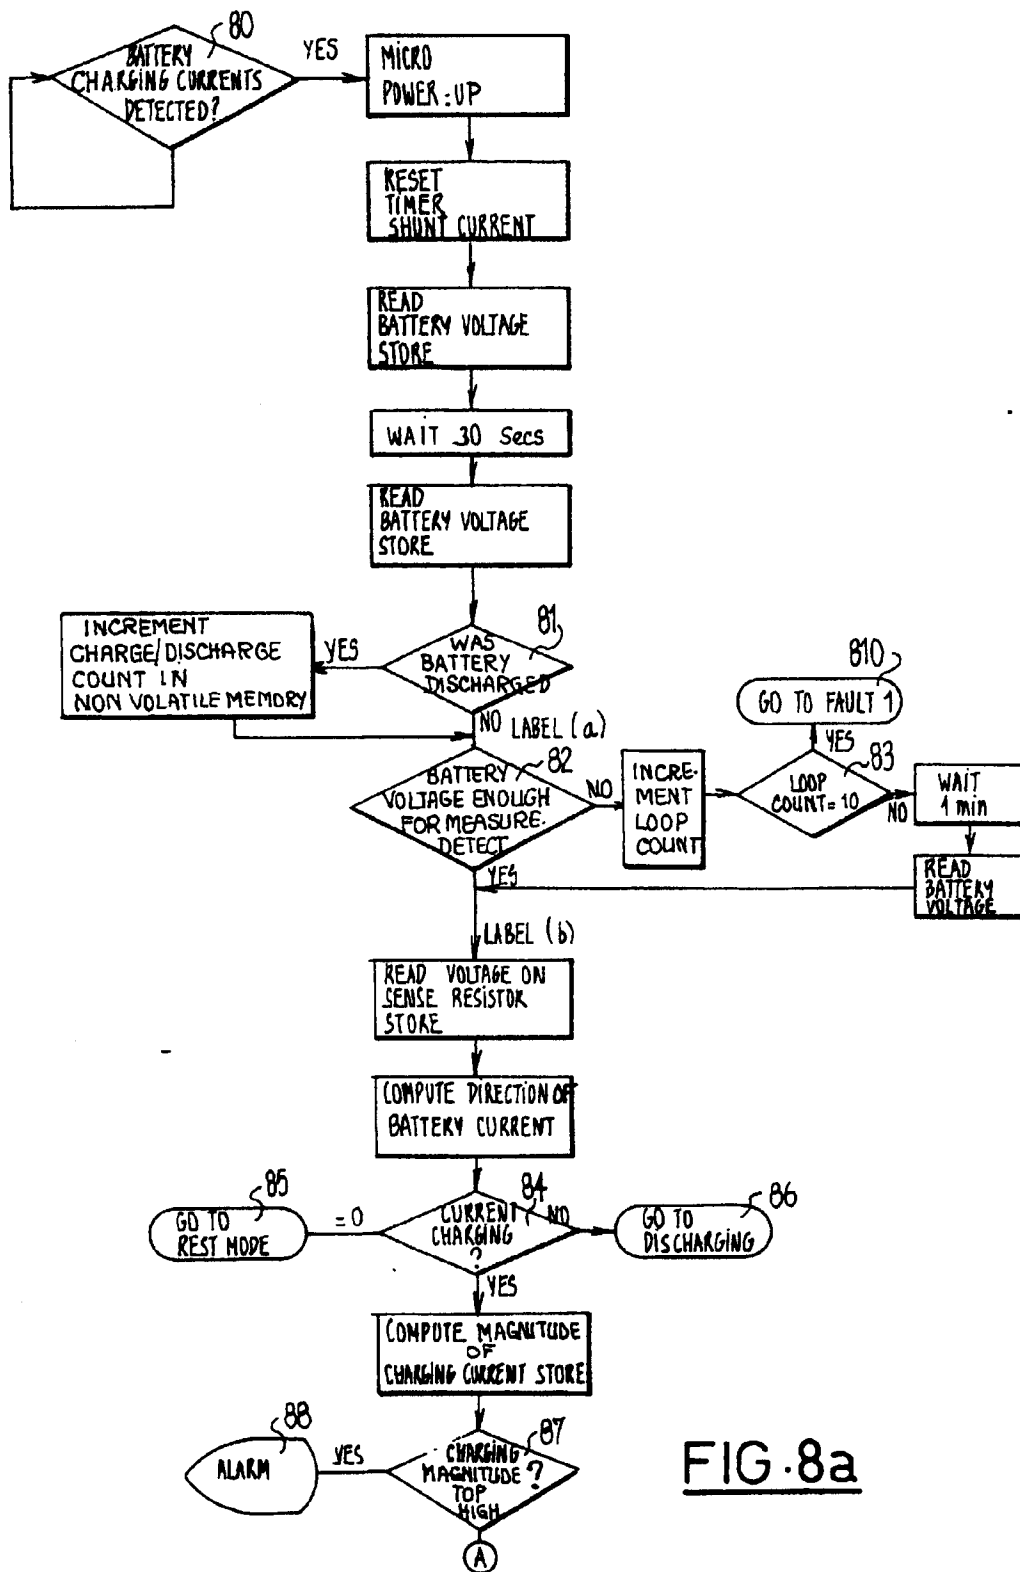 80
BATTERY
CHARGING CURRENTS
DETECTED?
YES
MICRO
POWER:UP
RESET
TIMER
SHUNT CURRENT
READ
BATTERY VOLTAGE
STORE
WAIT 30 Secs
READ
BATTERY VOLTAGE
STORE
81
WAS
BATTERY
DISCHARGED
YES
INCREMENT
CHARGE/DISCHARGE
COUNT IN
NON VOLATILE MEMORY
NO
LABEL (a)
82
BATTERY
VOLTAGE ENOUGH
FOR MEASURE.
DETECT
NO
INCRE-
MENT
LOOP
COUNT
810
GO TO FAULT 1
YES
83
LOOP
COUNT=10
NO
WAIT
1 min
READ
BATTERY
VOLTAGE
YES
LABEL (b)
READ VOLTAGE ON
SENSE RESISTOR
STORE
COMPUTE DIRECTION OF
BATTERY CURRENT
85
GO TO
REST MODE
=0
84
CURRENT
CHARGING
?
NO
86
GO TO
DISCHARGING
YES
COMPUTE MAGNITUDE
OF
CHARGING CURRENT STORE
88
ALARM
YES
87
CHARGING
MAGNITUDE ?
TOP
HIGH
A
FIG.8a